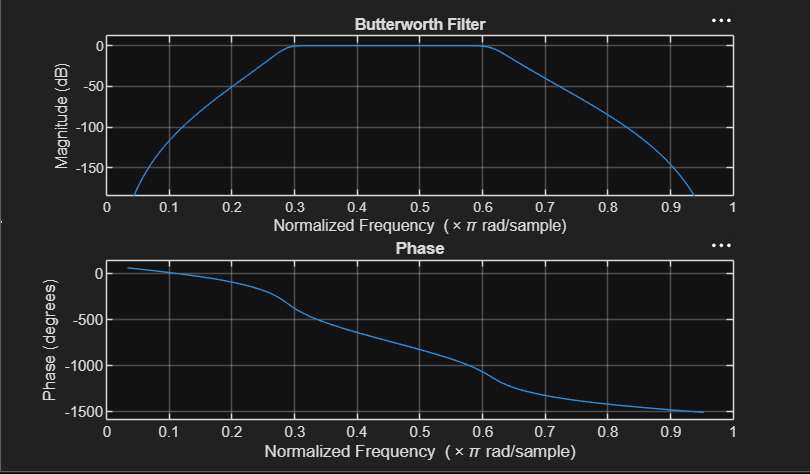 Butterworth Filter
0
-50
-100
-150
Magnitude (dB)
0 0.1 0.2 0.3 0.4 0.5 0.6 0.7 0.8 0.9 1
Normalized Frequency (× π rad/sample)
Phase
0
-500
-1000
-1500
Phase (degrees)
0 0.1 0.2 0.3 0.4 0.5 0.6 0.7 0.8 0.9 1
Normalized Frequency (× π rad/sample)